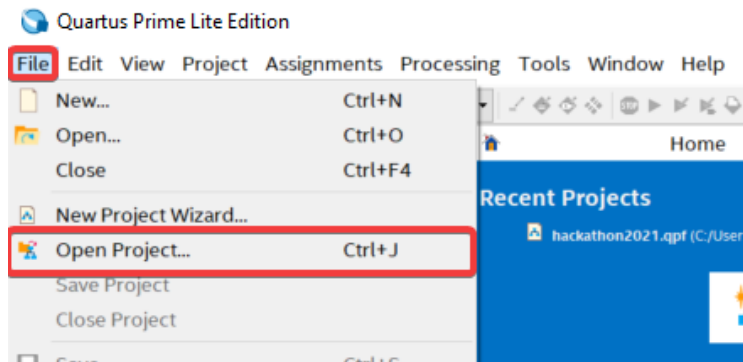 Quartus Prime Lite Edition
File Edit View Project Assignments Processing Tools Window Help
New... Ctrl+N
Open... Ctrl+O
Home
Close Ctrl+F4
Recent Projects
New Project Wizard...
hackathon2021.qpf (C:/User
Open Project... Ctrl+J
Save Project
Close Project